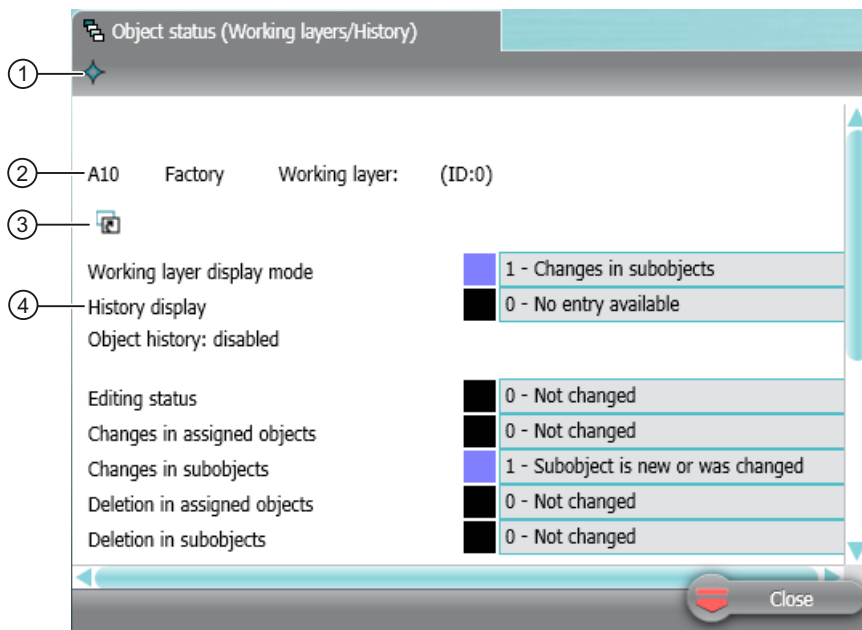 Object status (Working layers/History)
1
2 A10 Factory Working layer: (ID:0)
3
Working layer display mode 1 - Changes in subobjects
4 History display 0 - No entry available
Object history: disabled
Editing status 0 - Not changed
Changes in assigned objects 0 - Not changed
Changes in subobjects 1 - Subobject is new or was changed
Deletion in assigned objects 0 - Not changed
Deletion in subobjects 0 - Not changed
Close